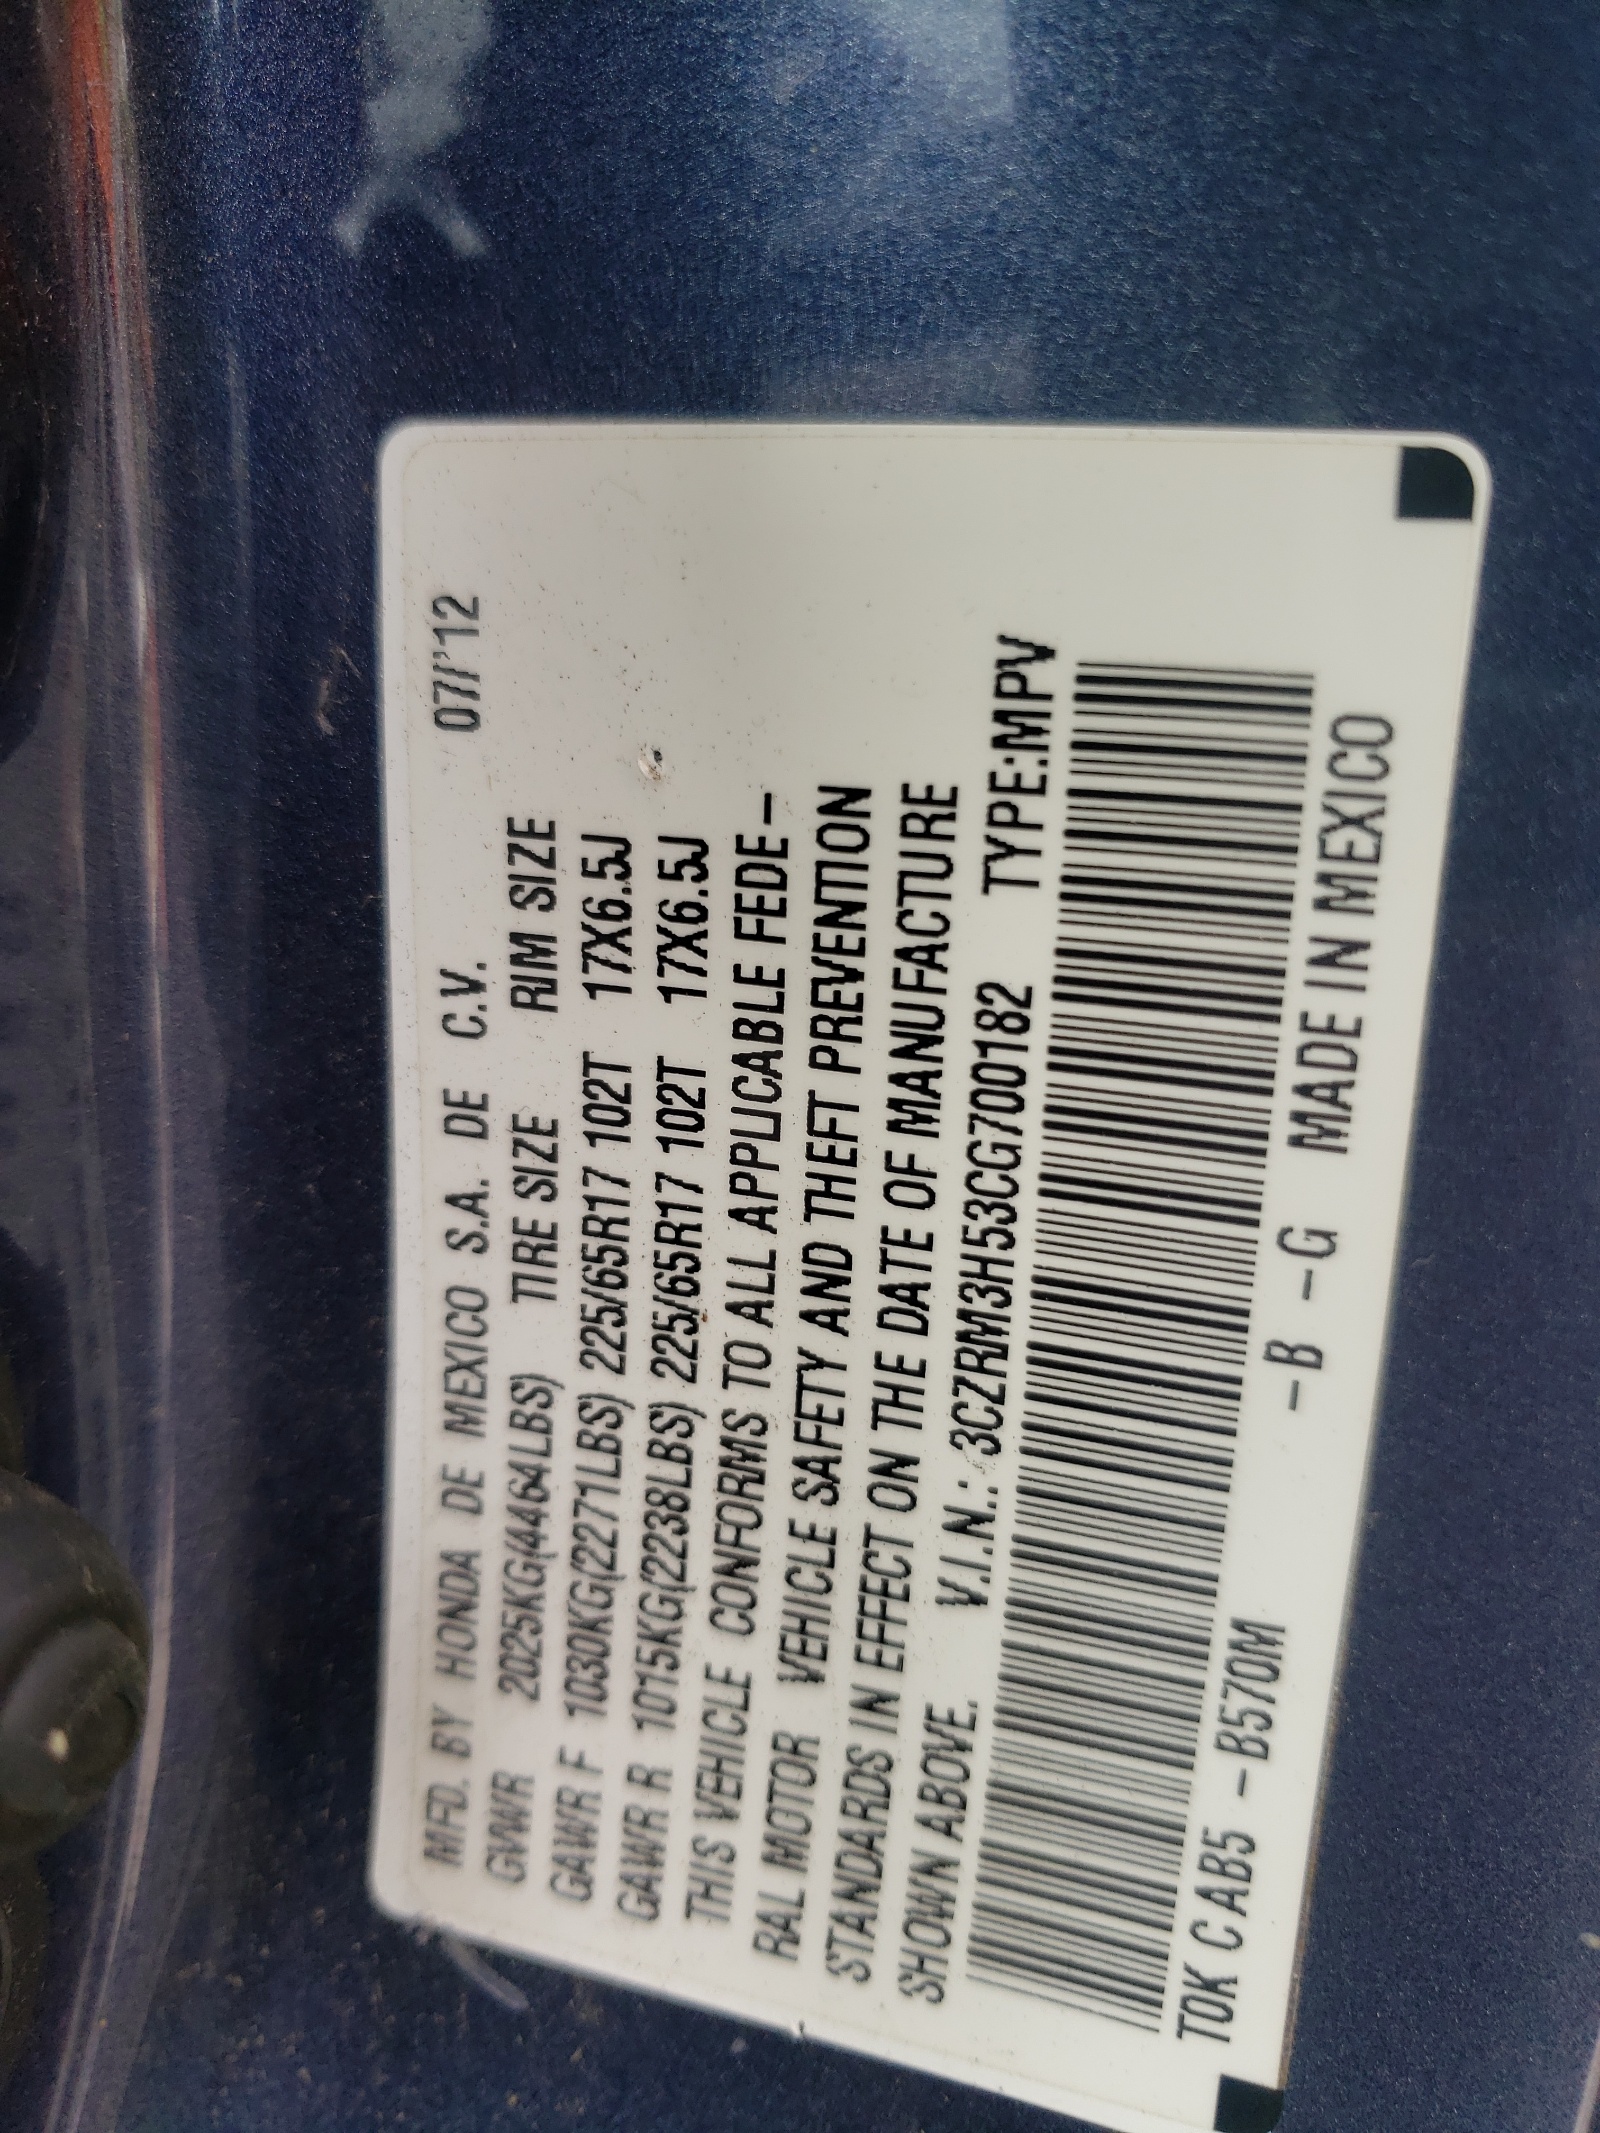 MFD. BY HONDA DE MEXICO S.A. DE C.V. 07/'12
GVWR 2025KG(4464LBS) TIRE SIZE RIM SIZE
GAWR F 1030KG(2271LBS) 225/65R17 102T 17X6.5J
GAWR R 1015KG(2238LBS) 225/65R17 102T 17X6.5J
THIS VEHICLE CONFORMS TO ALL APPLICABLE FEDE-
RAL MOTOR VEHICLE SAFETY AND THEFT PREVENTION
STANDARDS IN EFFECT ON THE DATE OF MANUFACTURE
SHOWN ABOVE. V.I.N.: 3CZRM3H53CG700182 TYPE:MPV
T0K C AB5 -B570M -B -G MADE IN MEXICO